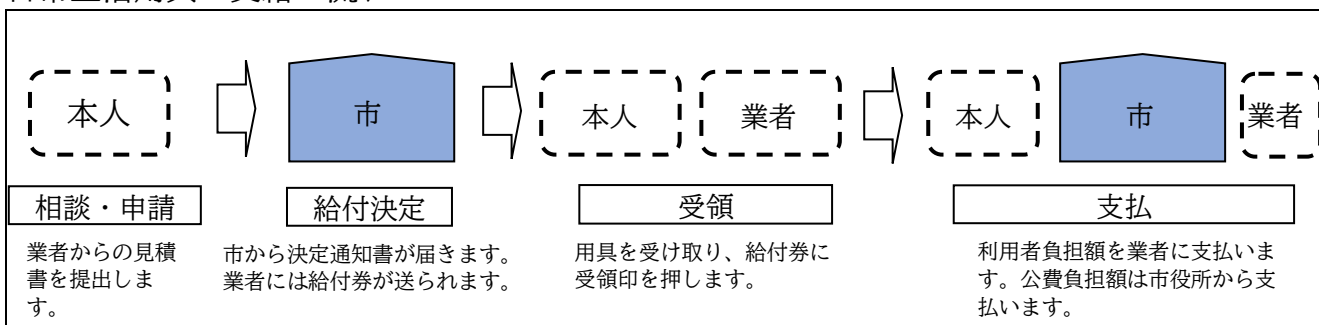 本人
市
本人
業者
本人
市
業者
相談・申請
給付決定
受領
支払
業者からの見積
書を提出しま
す。
市から決定通知書が届きます。
業者には給付券が送られます。
用具を受け取り、給付券に
受領印を押します。
利用者負担額を業者に支払いま
す。公費負担額は市役所から支
払います。